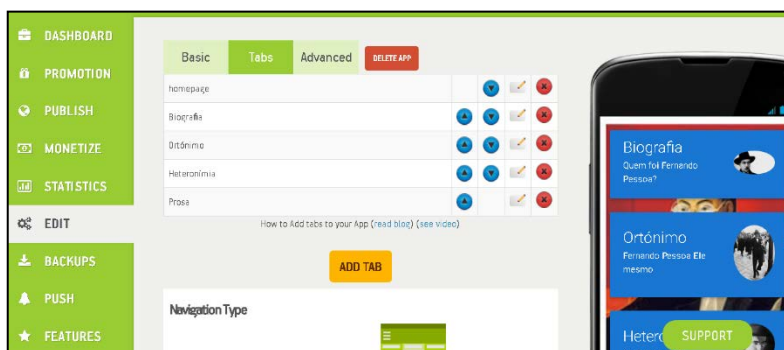 DASHBOARD
PROMOTION
PUBLISH
MONETIZE
STATISTICS
EDIT
BACKUPS
PUSH
FEATURES
Basic Tabs Advanced DELETE APP
homepage
Biografia
Ortónimo
Heteronímia
Prosa
How to Add tabs to your App (read blog) (see video)
ADD TAB
Navigation Type
Biografia
Quem foi Fernando
Pessoa?
Ortónimo
Fernando Pessoa Ele
mesmo
Heter
SUPPORT